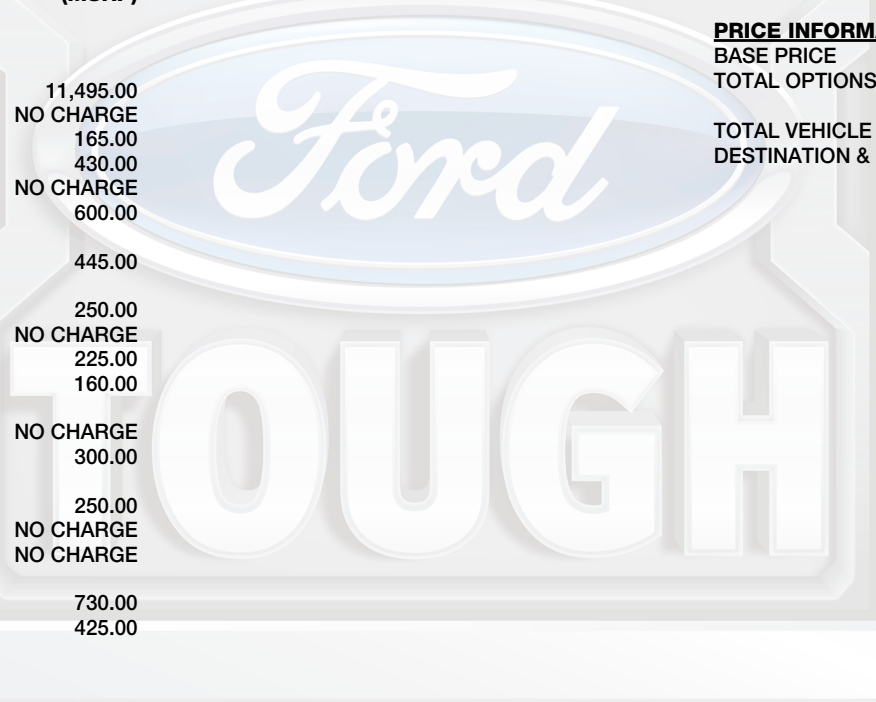 (MSRP)
11,495.00
NO CHARGE
165.00
430.00
NO CHARGE
600.00
445.00
250.00
NO CHARGE
225.00
160.00
NO CHARGE
300.00
250.00
NO CHARGE
NO CHARGE
730.00
425.00
PRICE INFORMA
BASE PRICE
TOTAL OPTIONS
TOTAL VEHICLE
DESTINATION &
Ford
TOUGH